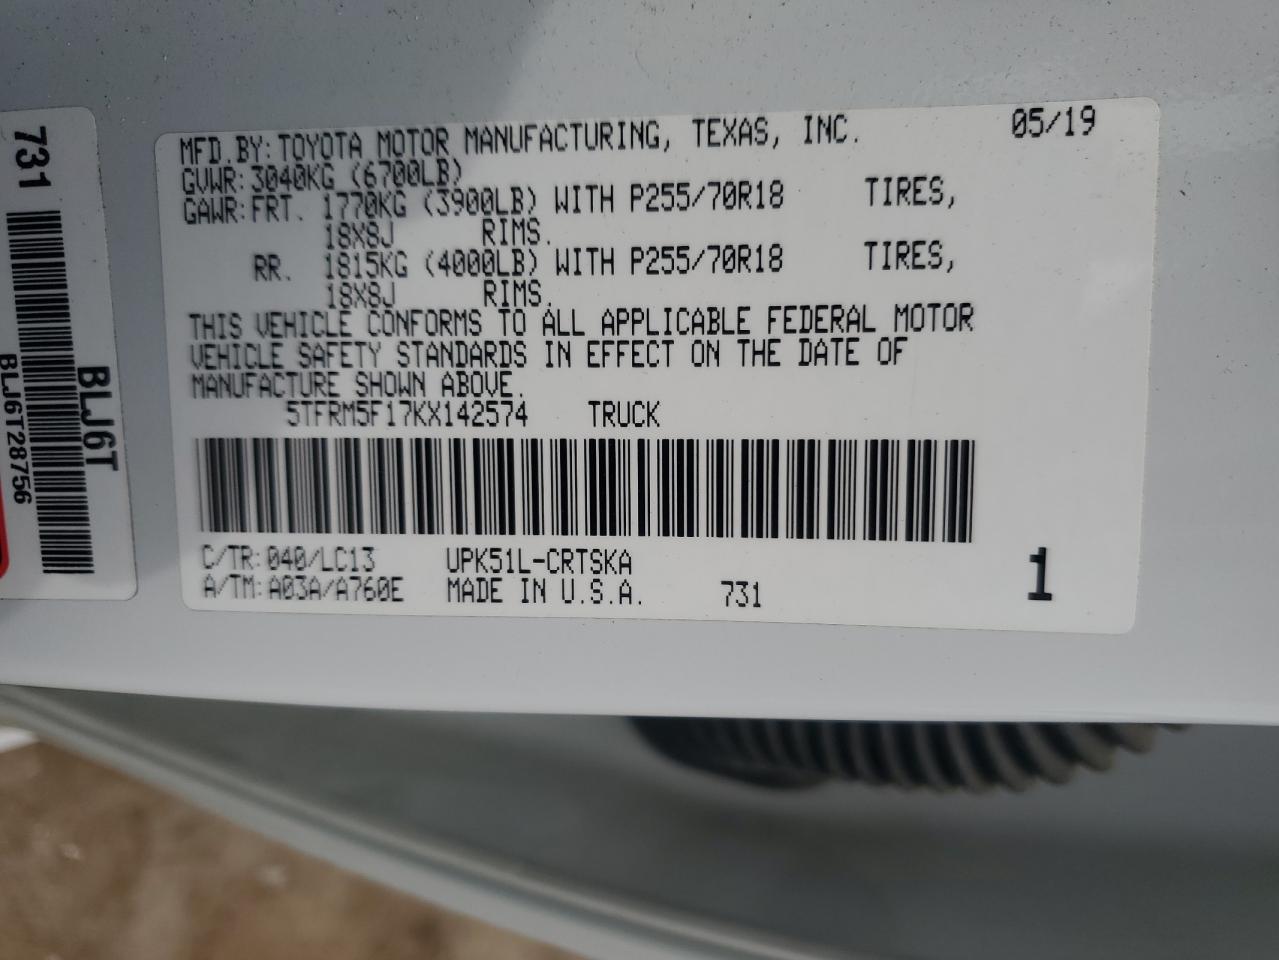 731
BLJ6T
BLJ6T28756
MFD.BY:TOYOTA MOTOR MANUFACTURING, TEXAS, INC. 05/19
GVWR:3040KG (6700LB)
GAWR:FRT. 1770KG (3900LB) WITH P255/70R18 TIRES,
18X8J RIMS.
RR. 1815KG (4000LB) WITH P255/70R18 TIRES,
18X8J RIMS.
THIS VEHICLE CONFORMS TO ALL APPLICABLE FEDERAL MOTOR
VEHICLE SAFETY STANDARDS IN EFFECT ON THE DATE OF
MANUFACTURE SHOWN ABOVE.
5TFRM5F17KX142574 TRUCK
C/TR:040/LC13 UPK51L-CRTSKA
A/TM:A03A/A760E MADE IN U.S.A. 731
1